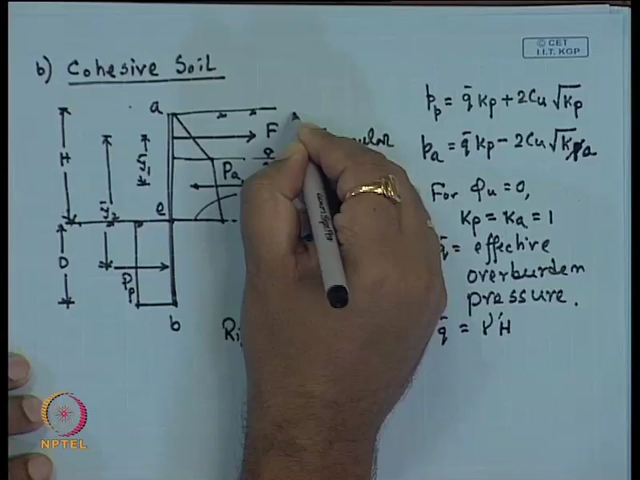 © CET
I.I.T. KGP
b) Cohesive Soil
a
H
F
ȳ1
ȳ2
Pa
e
D
Pp
b
pp = q̄ Kp + 2Cu √Kp
pa = q̄ Kp - 2Cu √Ka
For φu = 0,
Kp = Ka = 1
q̄ = effective
overburden
pressure.
q̄ = γ'H
NPTEL